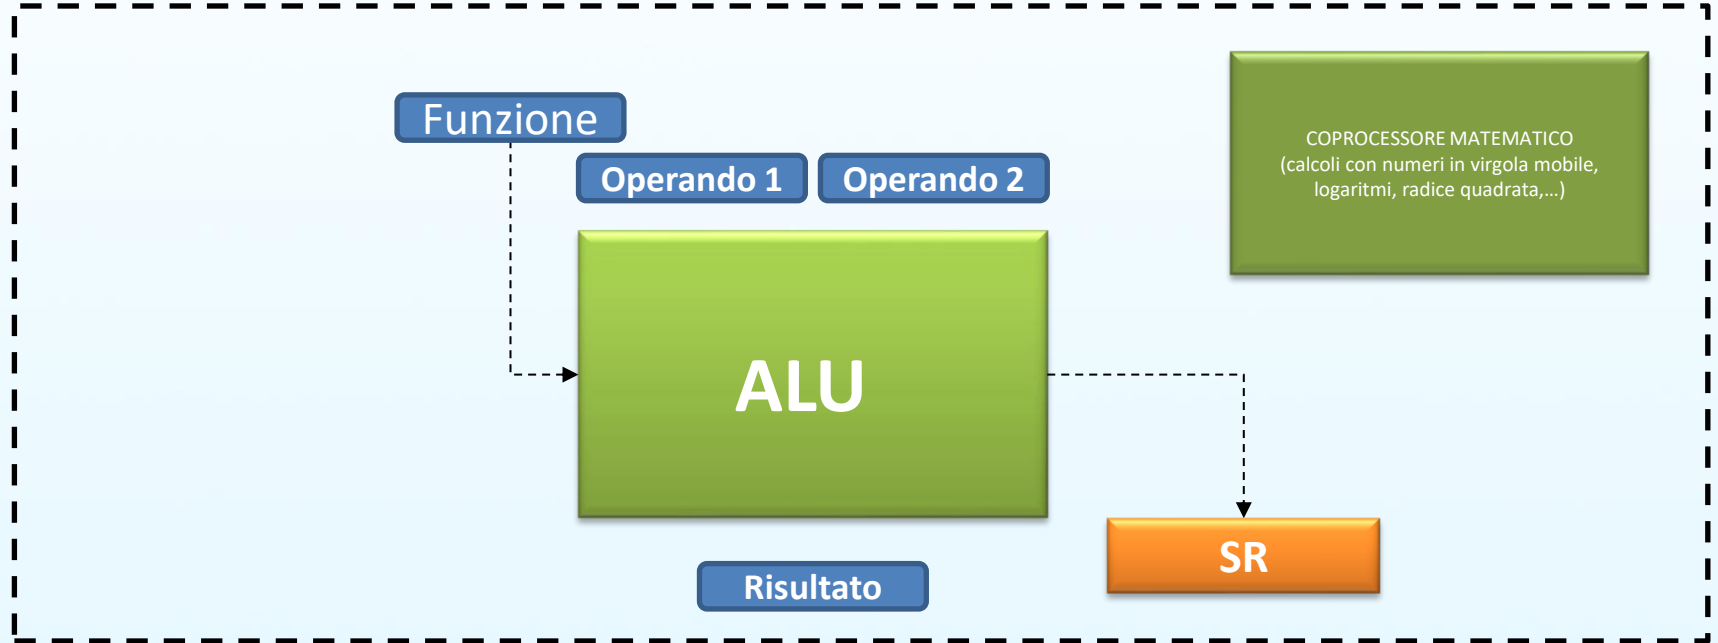 Funzione
Operando 1
Operando 2
COPROCESSORE MATEMATICO
(calcoli con numeri in virgola mobile,
logaritmi, radice quadrata,...)
ALU
SR
Risultato